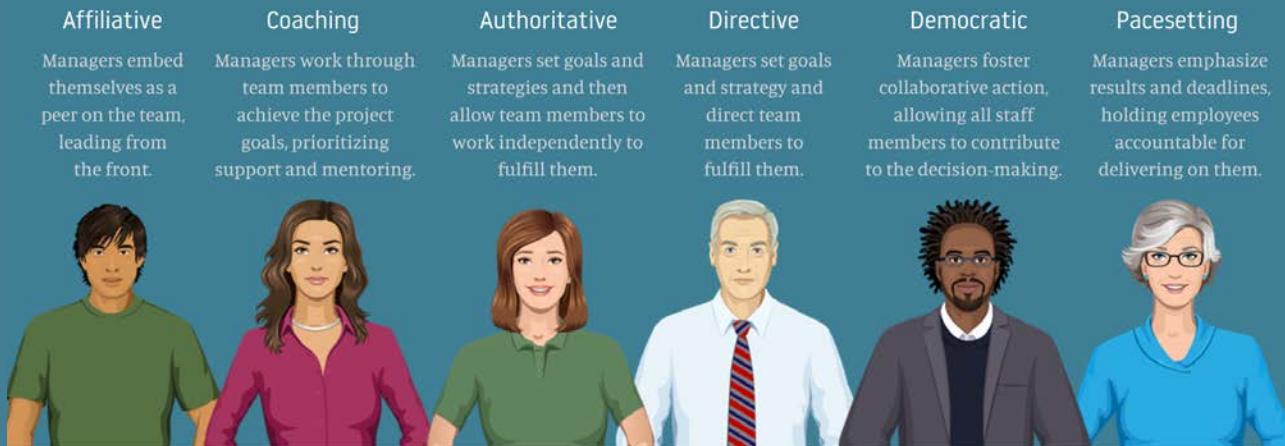 Affiliative
Managers embed
themselves as a
peer on the team,
leading from
the front.
Coaching
Managers work through
team members to
achieve the project
goals, prioritizing
support and mentoring.
Authoritative
Managers set goals and
strategies and then
allow team members to
work independently to
fulfill them.
Directive
Managers set goals
and strategy and
direct team
members to
fulfill them.
Democratic
Managers foster
collaborative action,
allowing all staff
members to contribute
to the decision-making.
Pacesetting
Managers emphasize
results and deadlines,
holding employees
accountable for
delivering on them.